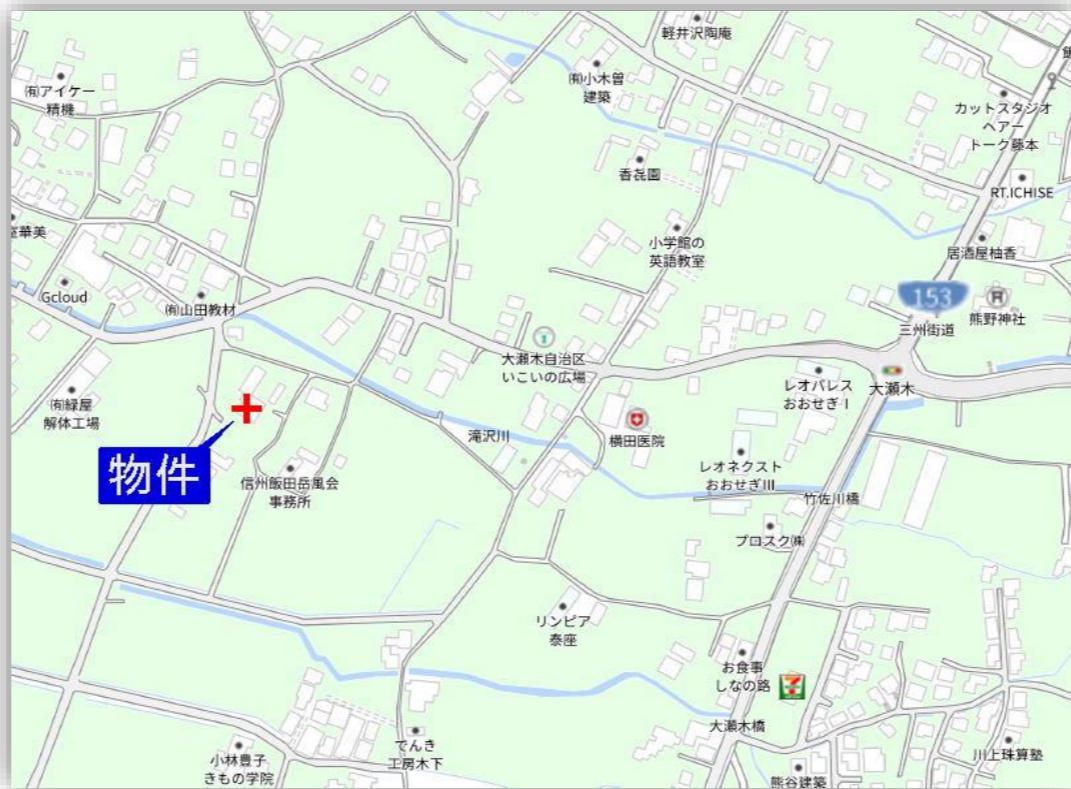 軽井沢陶庵
(有)アイケー
精機
(有)小木曽
建築
カットスタジオ
ヘアー
トーク藤本
香㐂園
RT.ICHISE
小学館の
英語教室
居酒屋柚香
室華美
Gcloud
(有)山田教材
153
熊野神社
三州街道
大瀬木自治区
いこいの広場
レオパレス
おおせぎⅠ
大瀬木
(有)緑屋
解体工場
滝沢川
横田医院
物件
信州飯田岳風会
事務所
レオネクスト
おおせぎⅢ
竹佐川橋
プロスク㈱
リンピア
泰座
お食事
しなの路
大瀬木橋
でんき
工房木下
小林豊子
きもの学院
川上珠算塾
熊谷建築